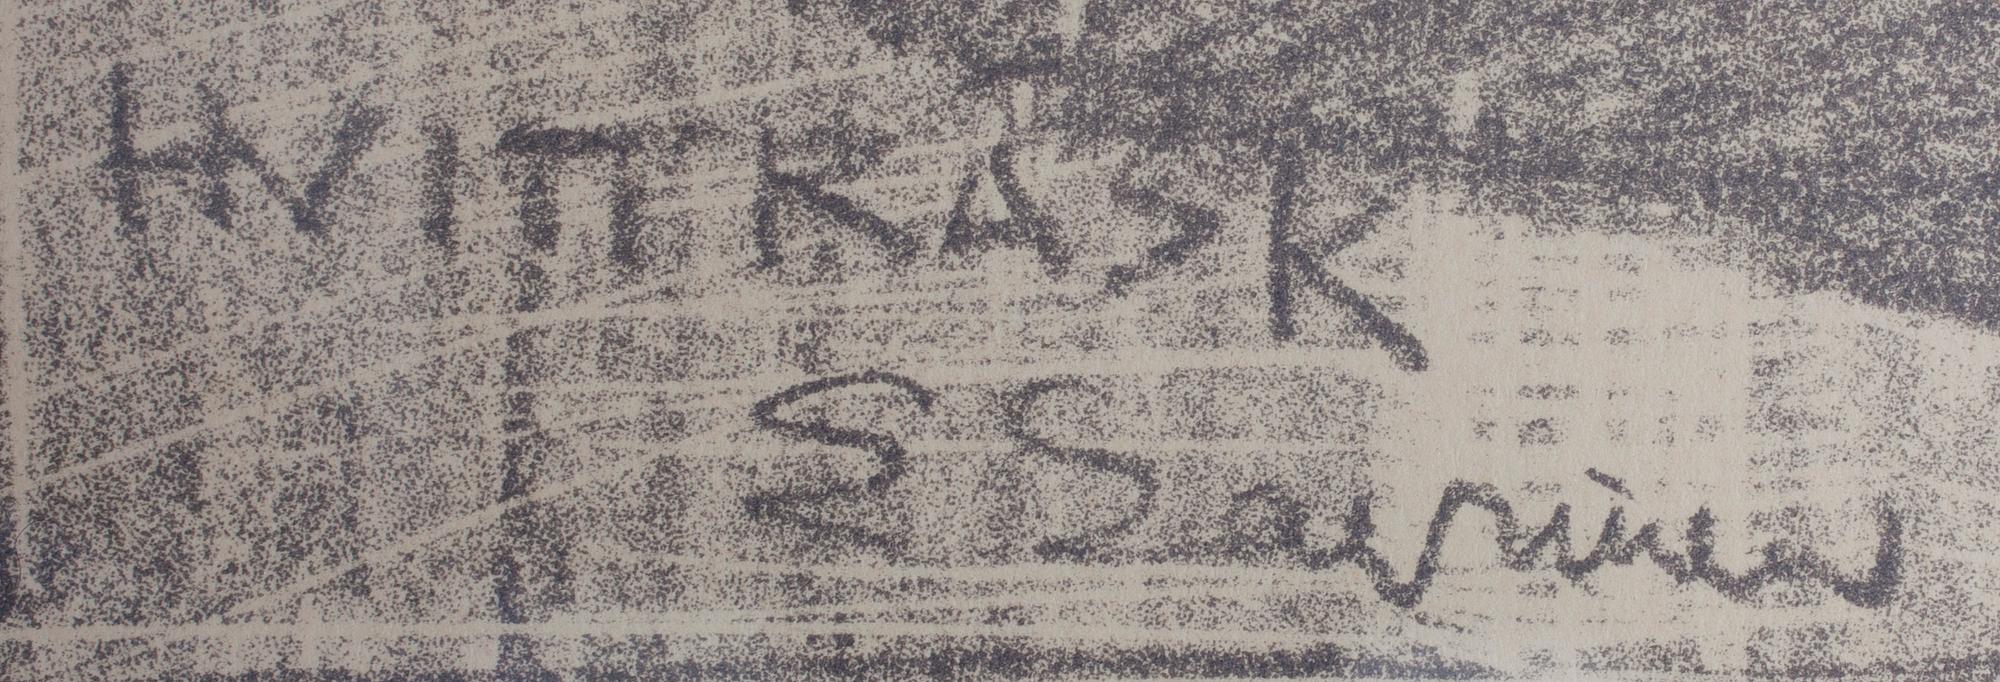 HVITTRÄSK
E Saarinen